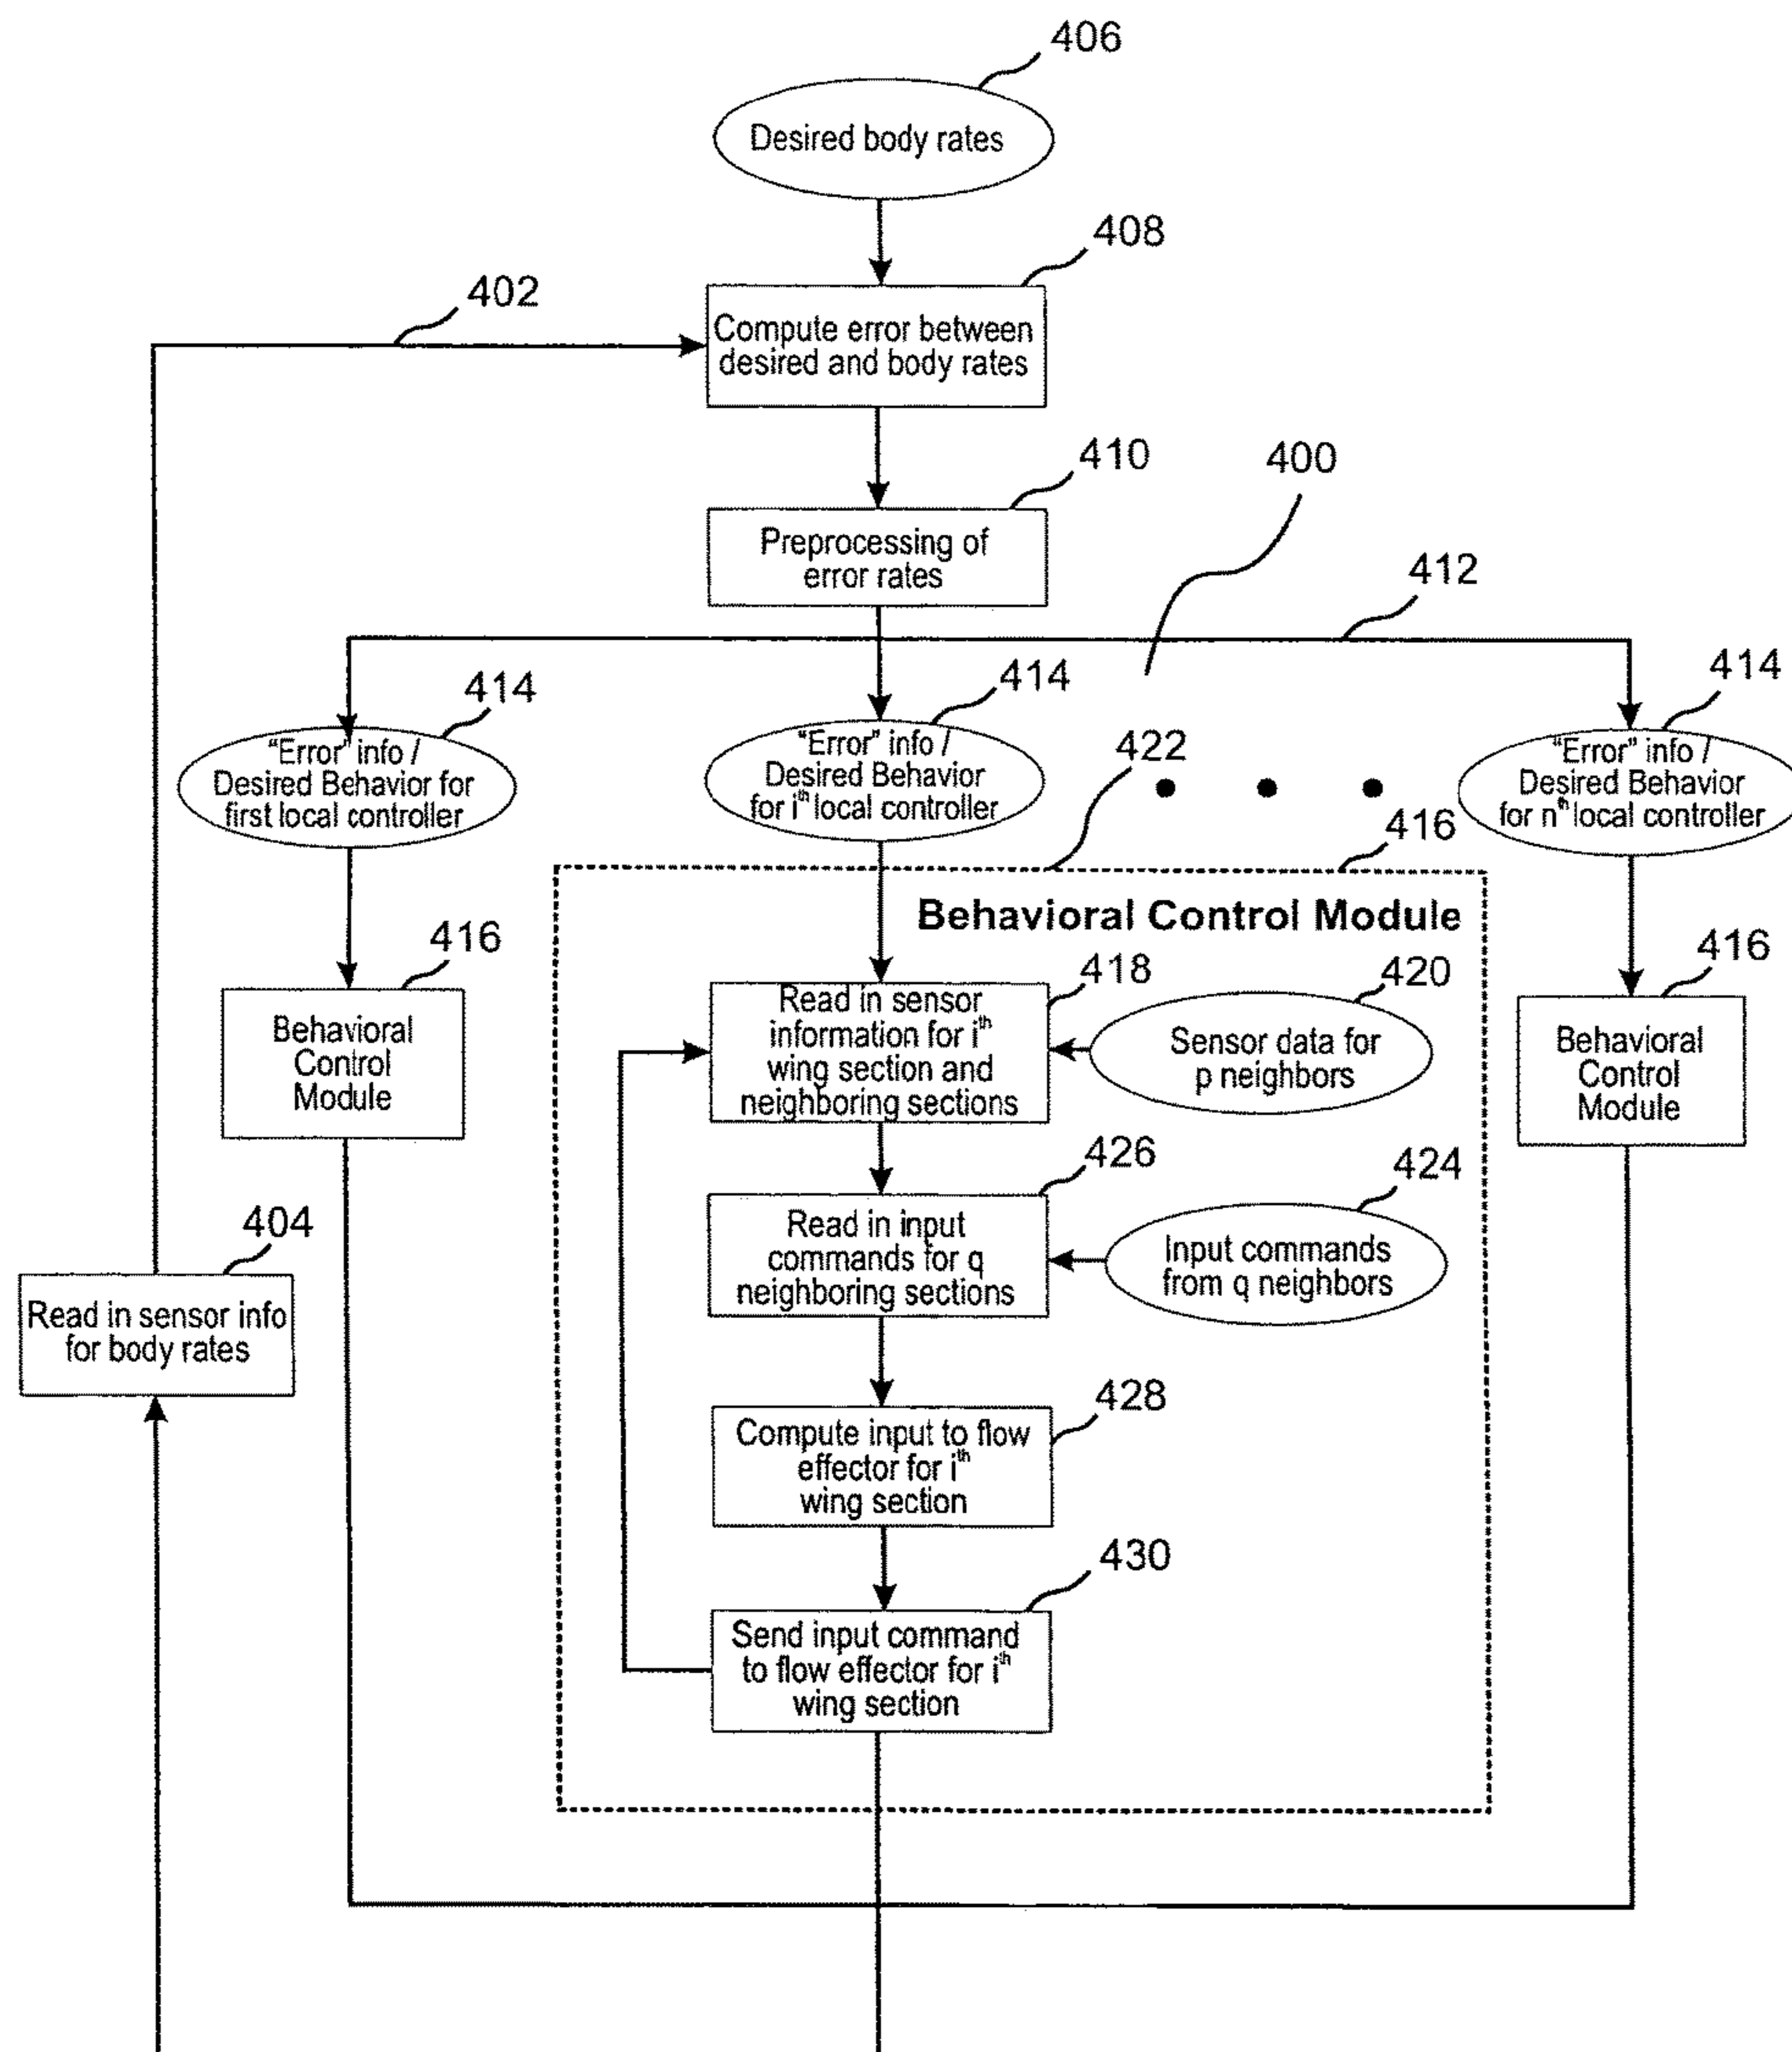 406
Desired body rates
408
402
Compute error between
desired and body rates
410
400
Preprocessing of
error rates
412
414
414
414
"Error" info /
Desired Behavior for
first local controller
"Error" info /
Desired Behavior
for iᵗʰ local controller
422
"Error" info /
Desired Behavior
for nᵗʰ local controller
416
Behavioral Control Module
416
418
420
416
Behavioral
Control
Module
Read in sensor
information for iᵗʰ
wing section and
neighboring sections
Sensor data for
p neighbors
Behavioral
Control
Module
426
424
404
Read in input
commands for q
neighboring sections
Input commands
from q neighbors
Read in sensor info
for body rates
428
Compute input to flow
effector for iᵗʰ
wing section
430
Send input command
to flow effector for iᵗʰ
wing section